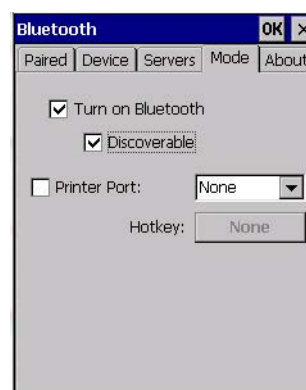 Bluetooth OK
Paired Device Servers Mode About
Turn on Bluetooth
Discoverable
Printer Port: None
Hotkey: None